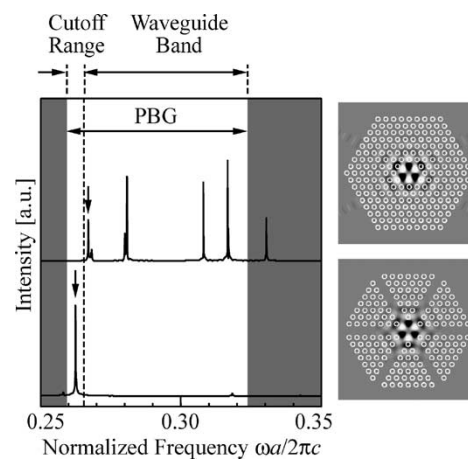 Cutoff Waveguide
Range Band
PBG
Intensity [a.u.]
0.25 0.30 0.35
Normalized Frequency ωa/2πc